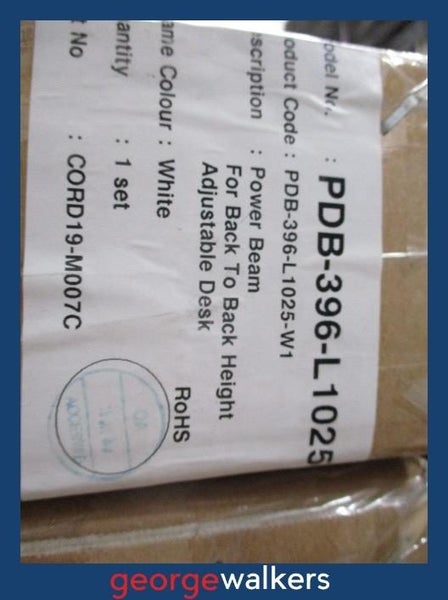 odel Nr. : PDB-396-L1025
oduct Code : PDB-396-L1025-W1
scription : Power Beam
For Back To Back Height
Adjustable Desk
ame Colour : White
antity : 1 set
t No : CORD19-M007C
RoHS
georgewalkers